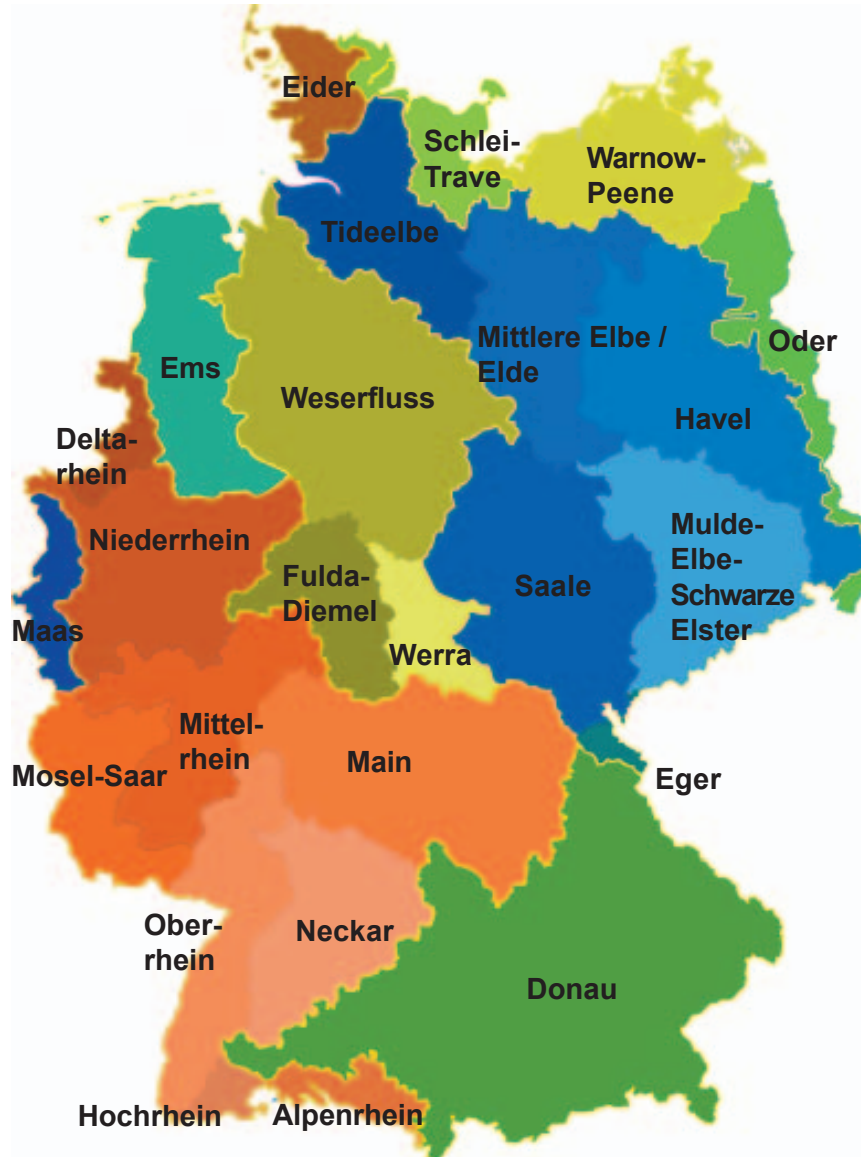 Eider
Schlei-
Trave
Warnow-
Peene
Tideelbe
Mittlere Elbe /
Elde
Oder
Ems
Weserfluss
Havel
Delta-
rhein
Niederrhein
Mulde-
Elbe-
Schwarze
Elster
Fulda-
Diemel
Saale
Maas
Werra
Mittel-
rhein
Main
Mosel-Saar
Eger
Ober-
rhein
Neckar
Donau
Hochrhein
Alpenrhein